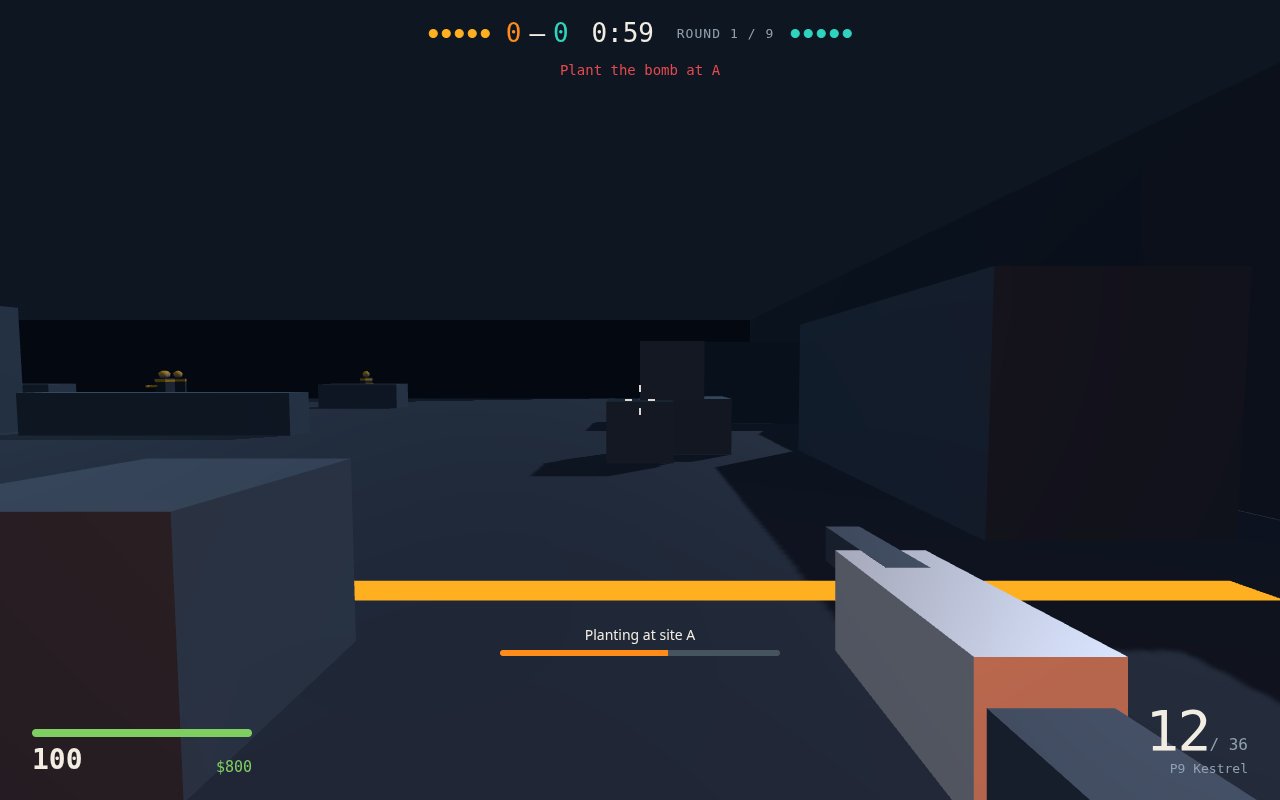 0 — 0 0:59 ROUND 1 / 9
Plant the bomb at A
Planting at site A
100
$800
12 / 36
P9 Kestrel